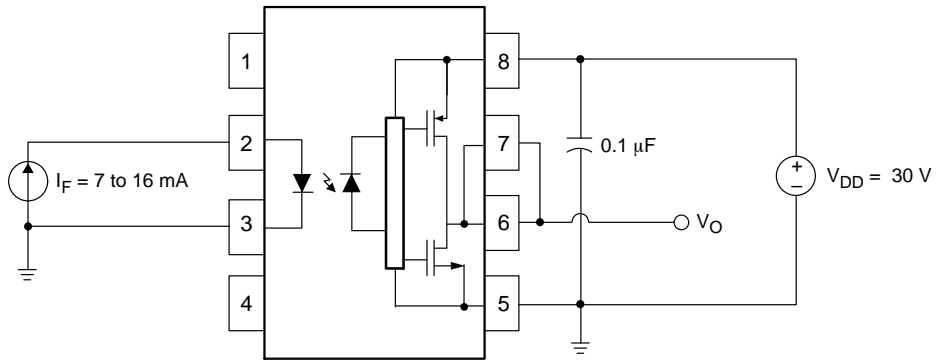 1
8
2
7
0.1 μF
+
–
V_DD = 30 V
I_F = 7 to 16 mA
3
6
V_O
4
5